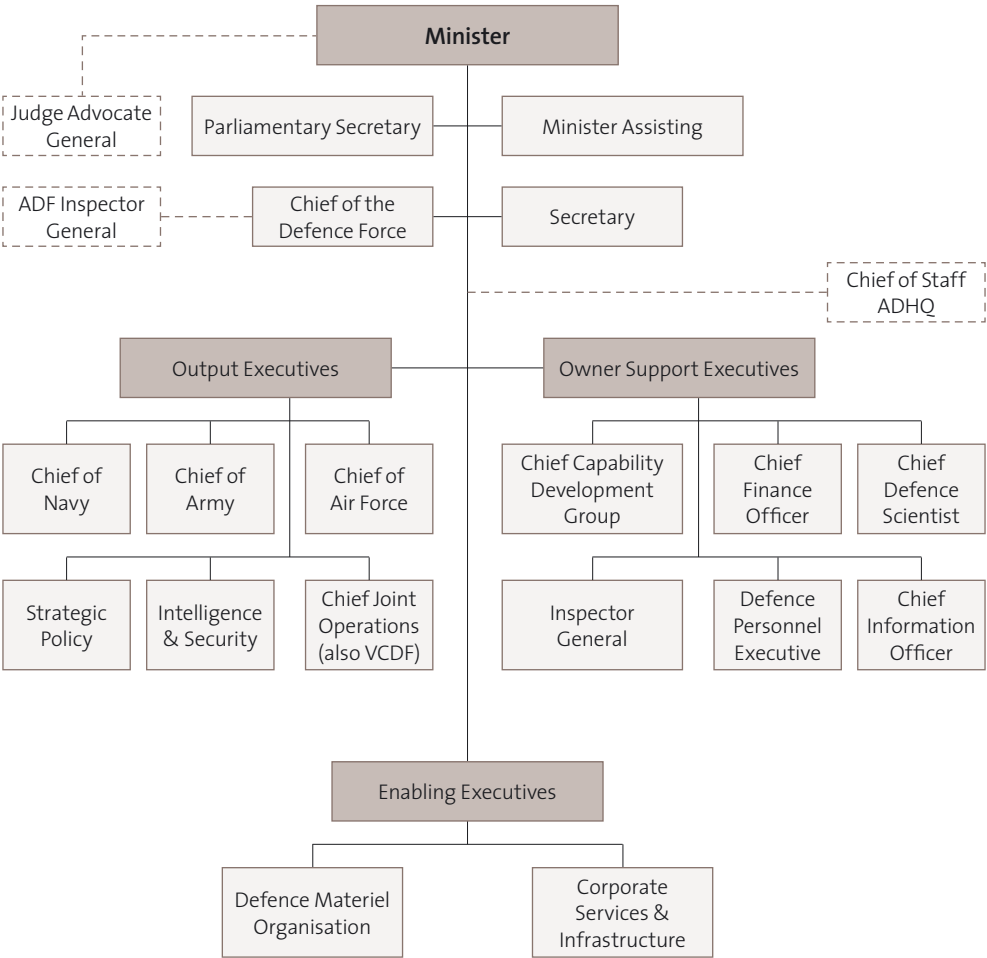 Minister
Judge Advocate
General
Parliamentary Secretary
Minister Assisting
ADF Inspector
General
Chief of the
Defence Force
Secretary
Chief of Staff
ADHQ
Output Executives
Owner Support Executives
Chief of
Navy
Chief of
Army
Chief of
Air Force
Chief Capability
Development
Group
Chief
Finance
Officer
Chief
Defence
Scientist
Strategic
Policy
Intelligence
& Security
Chief Joint
Operations
(also VCDF)
Inspector
General
Defence
Personnel
Executive
Chief
Information
Officer
Enabling Executives
Defence Materiel
Organisation
Corporate
Services &
Infrastructure